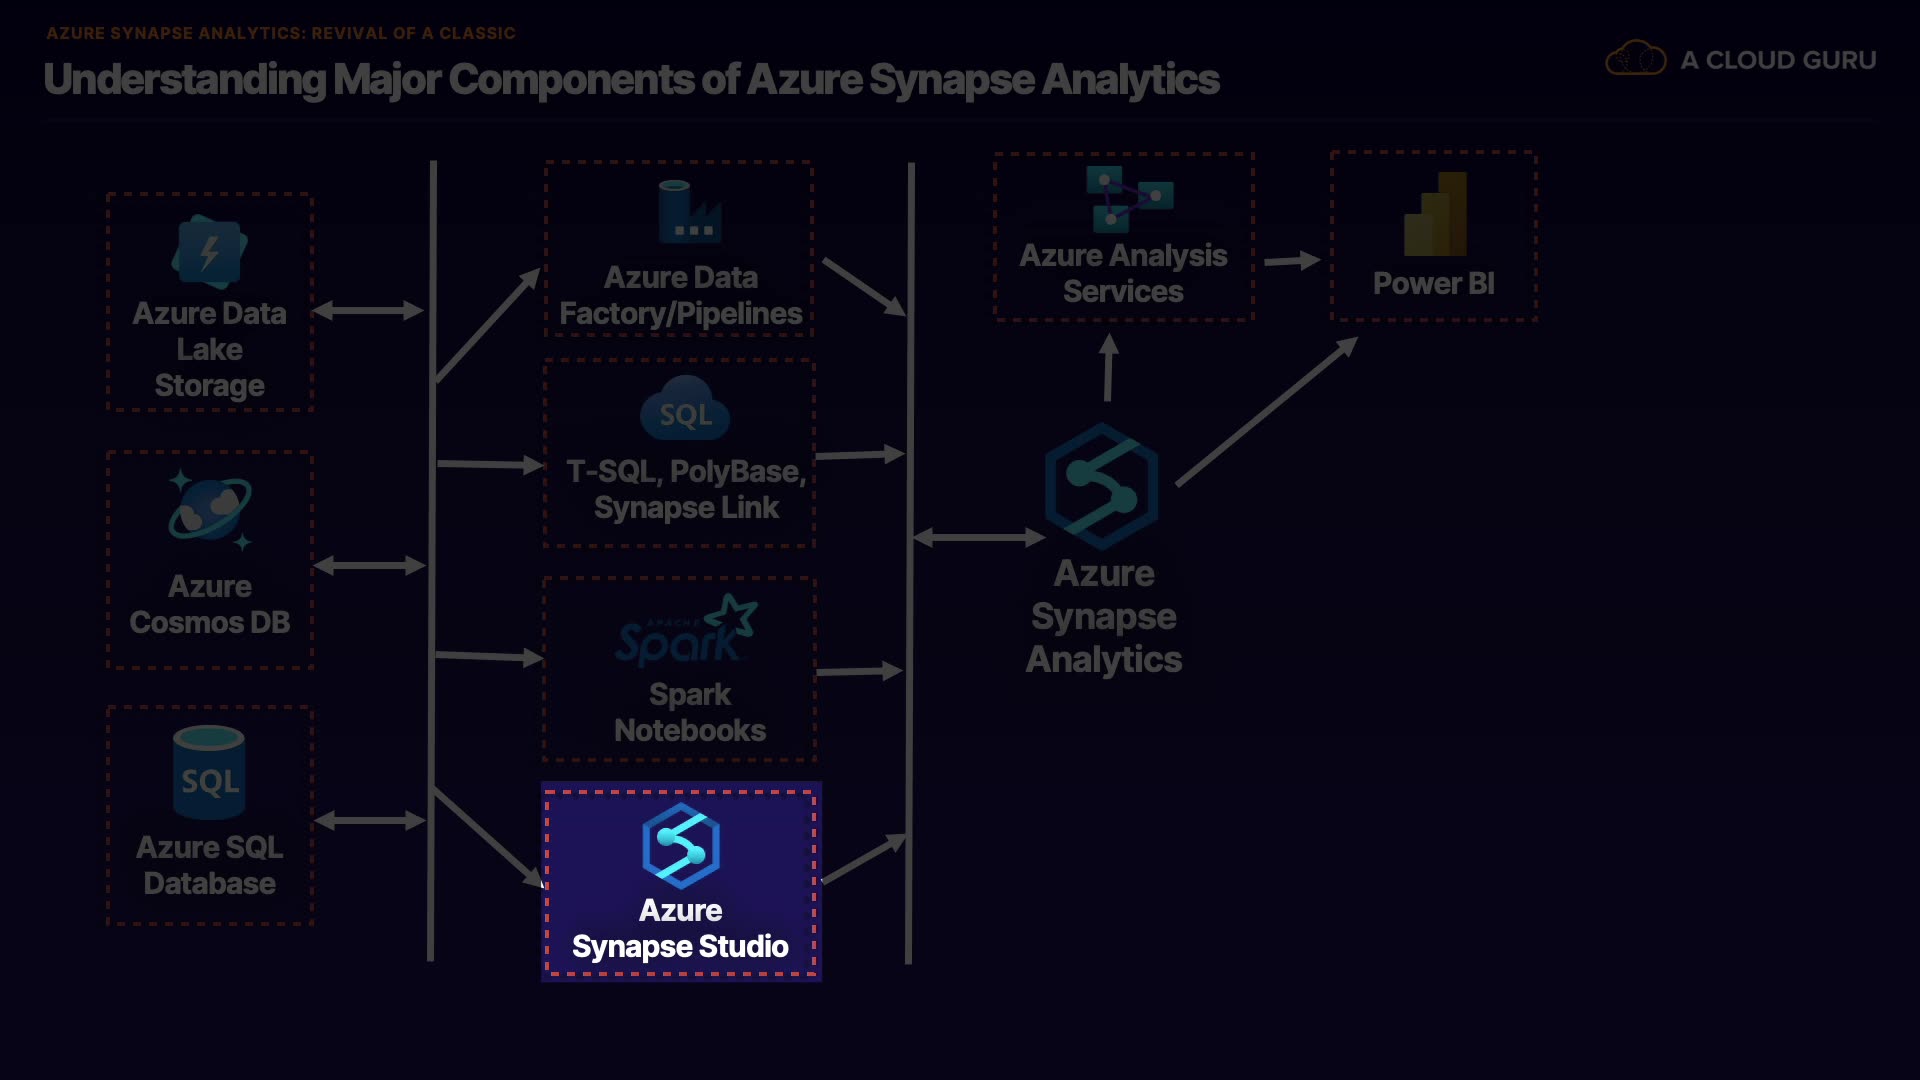 AZURE SYNAPSE ANALYTICS: REVIVAL OF A CLASSIC
Understanding Major Components of Azure Synapse Analytics
A CLOUD GURU
Azure Data
Lake
Storage
Azure
Cosmos DB
SQL
Azure SQL
Database
Azure Data
Factory/Pipelines
SQL
T-SQL, PolyBase,
Synapse Link
APACHE
Spark
Spark
Notebooks
Azure
Synapse Studio
Azure Analysis
Services
Power BI
Azure
Synapse
Analytics